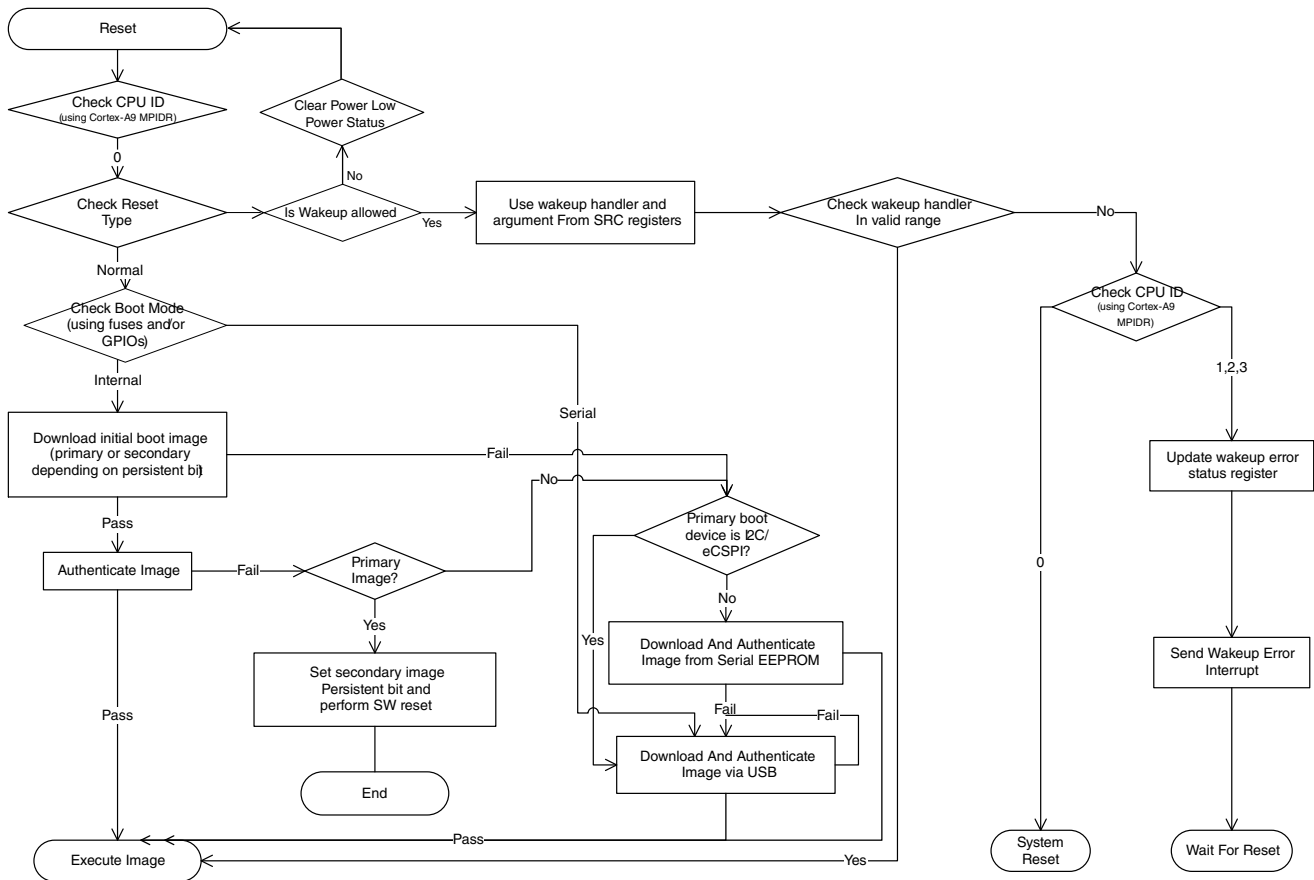 Reset
Check CPU ID
(using Cortex-A9 MPIDR)
Clear Power Low
Power Status
0
No
Check Reset
Type
Is Wakeup allowed
Yes
Use wakeup handler and
argument From SRC registers
Check wakeup handler
In valid range
No
Normal
Check Boot Mode
(using fuses and/or
GPIOs)
Check CPU ID
(using Cortex-A9
MPIDR)
Internal
1,2,3
Serial
Download initial boot image
(primary or secondary
depending on persistent bit)
Fail
Update wakeup error
status register
No
Pass
Primary boot
device is I2C/
eCSPI?
Authenticate Image
Fail
Primary
Image?
0
No
Yes
Yes
Download And Authenticate
Image from Serial EEPROM
Send Wakeup Error
Interrupt
Set secondary image
Persistent bit and
perform SW reset
Pass
Fail
Fail
Download And Authenticate
Image via USB
End
Pass
Execute Image
Yes
System
Reset
Wait For Reset